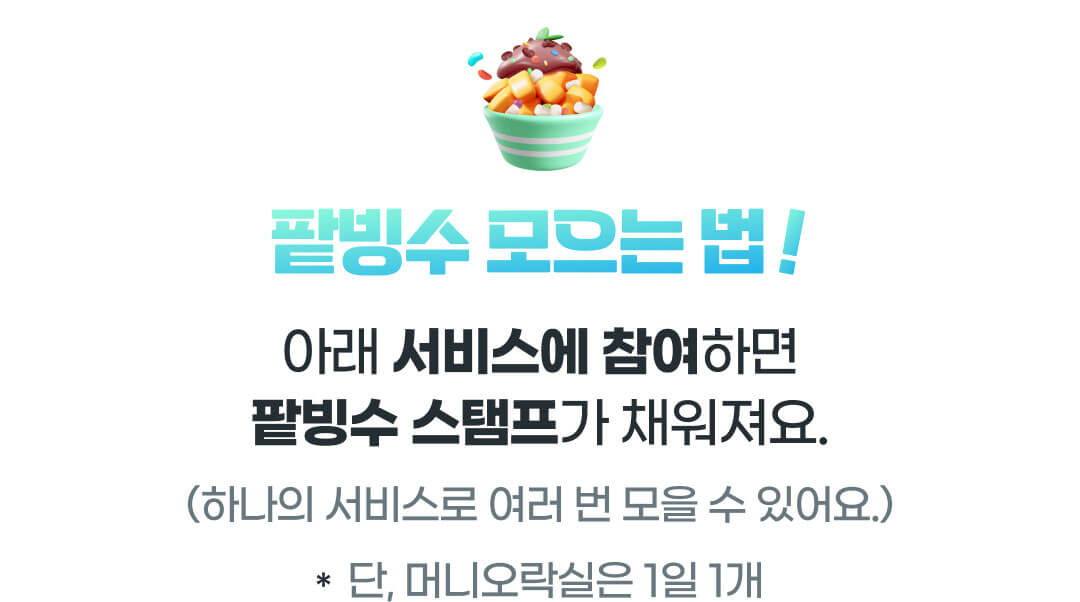 팥빙수 모으는 법!
아래 서비스에 참여하면
팥빙수 스탬프가 채워져요.
(하나의 서비스로 여러 번 모을 수 있어요.)
* 단, 머니오락실은 1일 1개